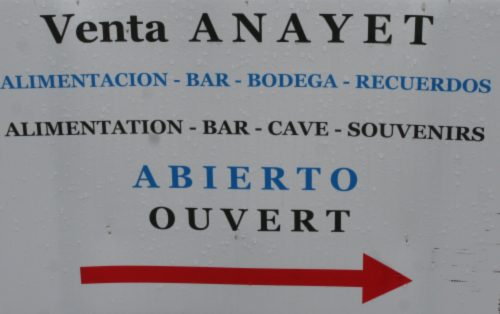 Venta ANAYET
ALIMENTACION - BAR - BODEGA - RECUERDOS
ALIMENTATION - BAR - CAVE - SOUVENIRS
ABIERTO
OUVERT